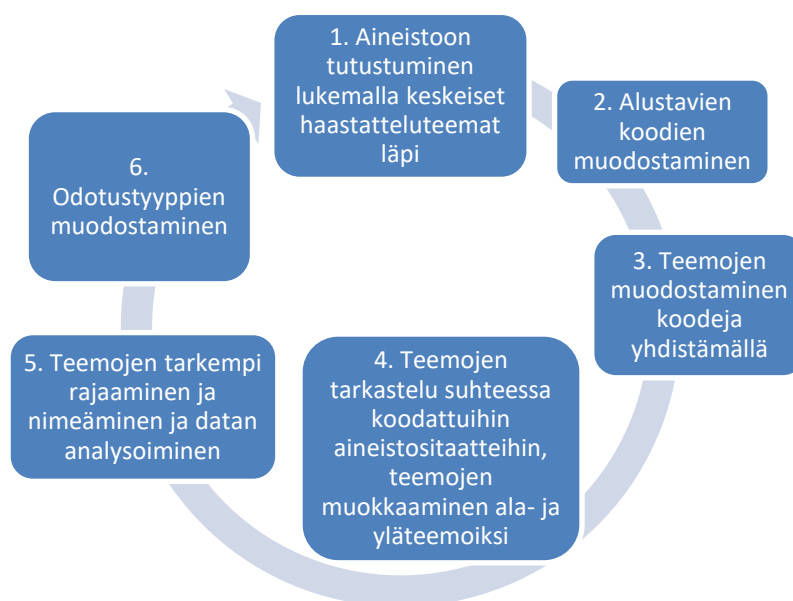 1. Aineistoon
tutustuminen
lukemalla keskeiset
haastatteluteemat
läpi
2. Alustavien
koodien
muodostaminen
3. Teemojen
muodostaminen
koodeja
yhdistämällä
4. Teemojen
tarkastelu suhteessa
koodattuihin
aineistositaatteihin,
teemojen
muokkaaminen ala- ja
yläteemoiksi
5. Teemojen tarkempi
rajaaminen ja
nimeäminen ja datan
analysoiminen
6.
Odotustyyppien
muodostaminen